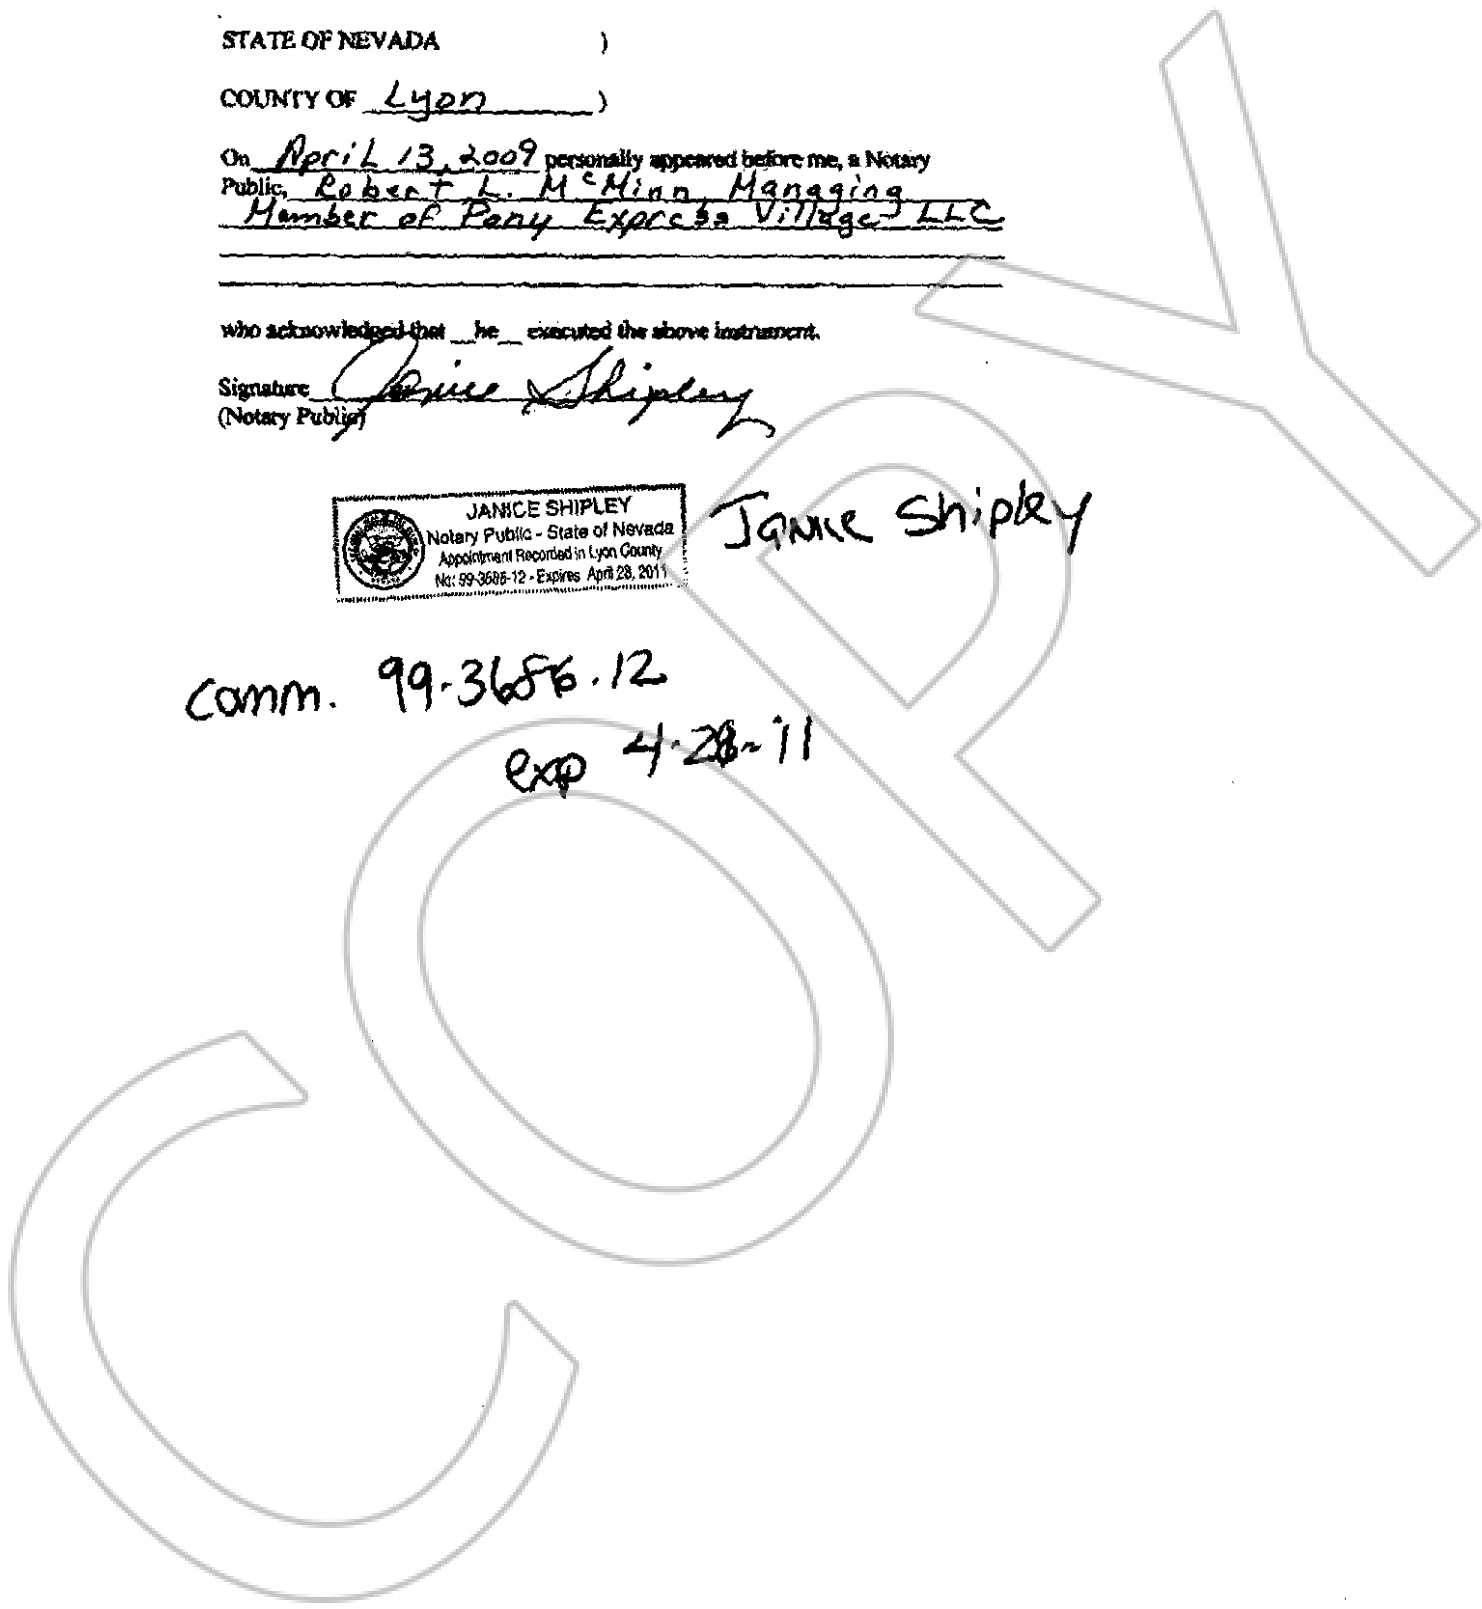 STATE OF NEVADA )
COUNTY OF Lyon )
On April 13, 2009 personally appeared before me, a Notary
Public, Robert L. McMinn, Managing
Member of Pony Express Village LLC
who acknowledged that __he__ executed the above instrument.
Signature Janice Shipley
(Notary Public)
JANICE SHIPLEY
Notary Public - State of Nevada
Appointment Recorded in Lyon County
No: 99-3686-12 - Expires April 28, 2011
Janice Shipley
Comm. 99-3686.12
exp 4-28-11
COPY